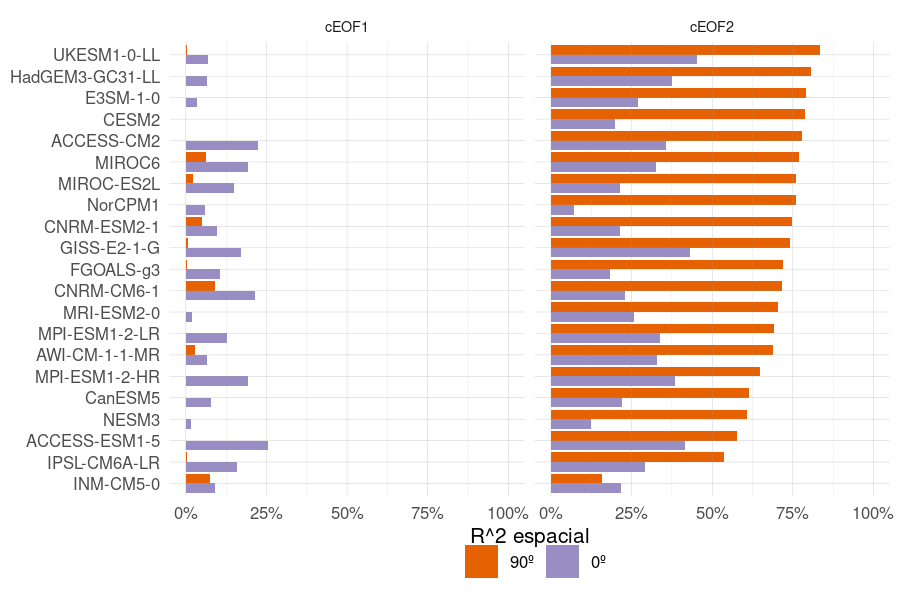 cEOF1 cEOF2
UKESM1-0-LL
HadGEM3-GC31-LL
E3SM-1-0
CESM2
ACCESS-CM2
MIROC6
MIROC-ES2L
NorCPM1
CNRM-ESM2-1
GISS-E2-1-G
FGOALS-g3
CNRM-CM6-1
MRI-ESM2-0
MPI-ESM1-2-LR
AWI-CM-1-1-MR
MPI-ESM1-2-HR
CanESM5
NESM3
ACCESS-ESM1-5
IPSL-CM6A-LR
INM-CM5-0
0% 25% 50% 75% 100% 0% 25% 50% 75% 100%
R^2 espacial
90º 0º